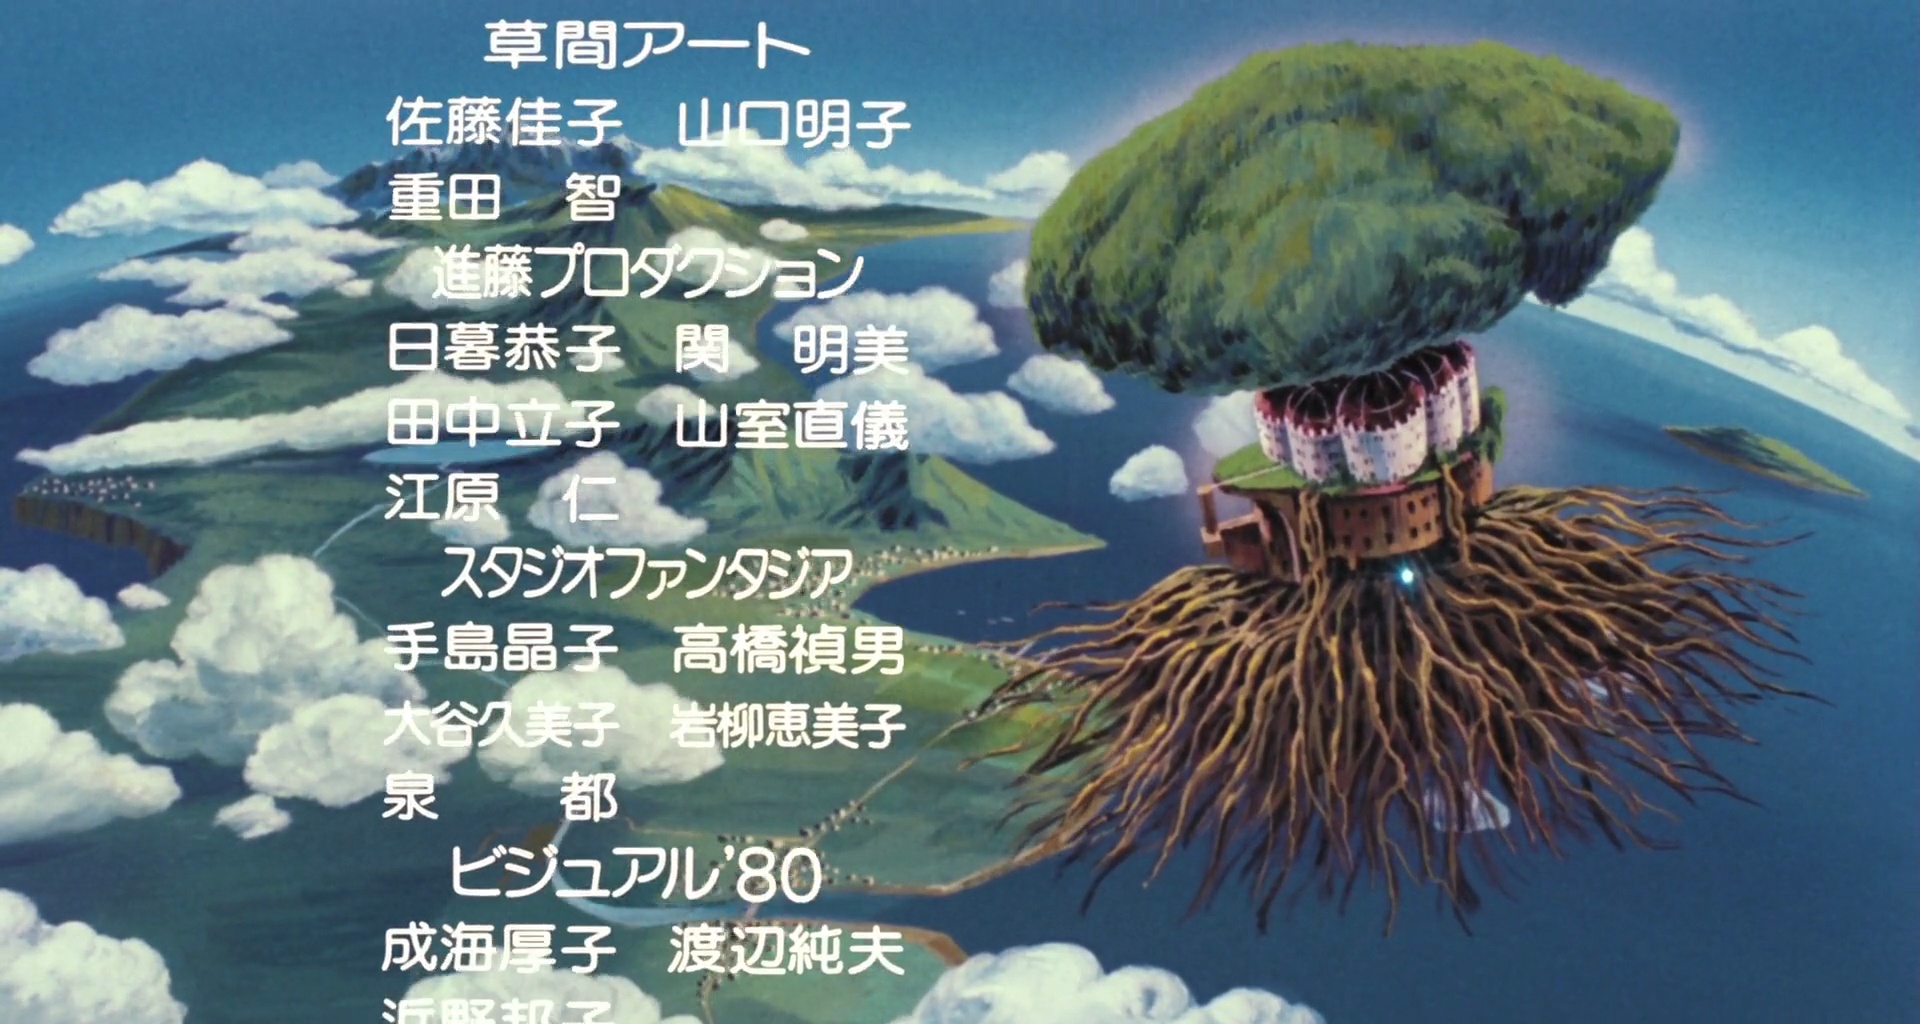 草間アート
佐藤佳子　山口明子
重田　智
進藤プロダクション
日暮恭子　関　明美
田中立子　山室直儀
江原　仁
スタジオファンタジア
手島晶子　高橋禎男
大谷久美子　岩柳恵美子
泉　　都
ビジュアル’80
成海厚子　渡辺純夫
浜野邦子